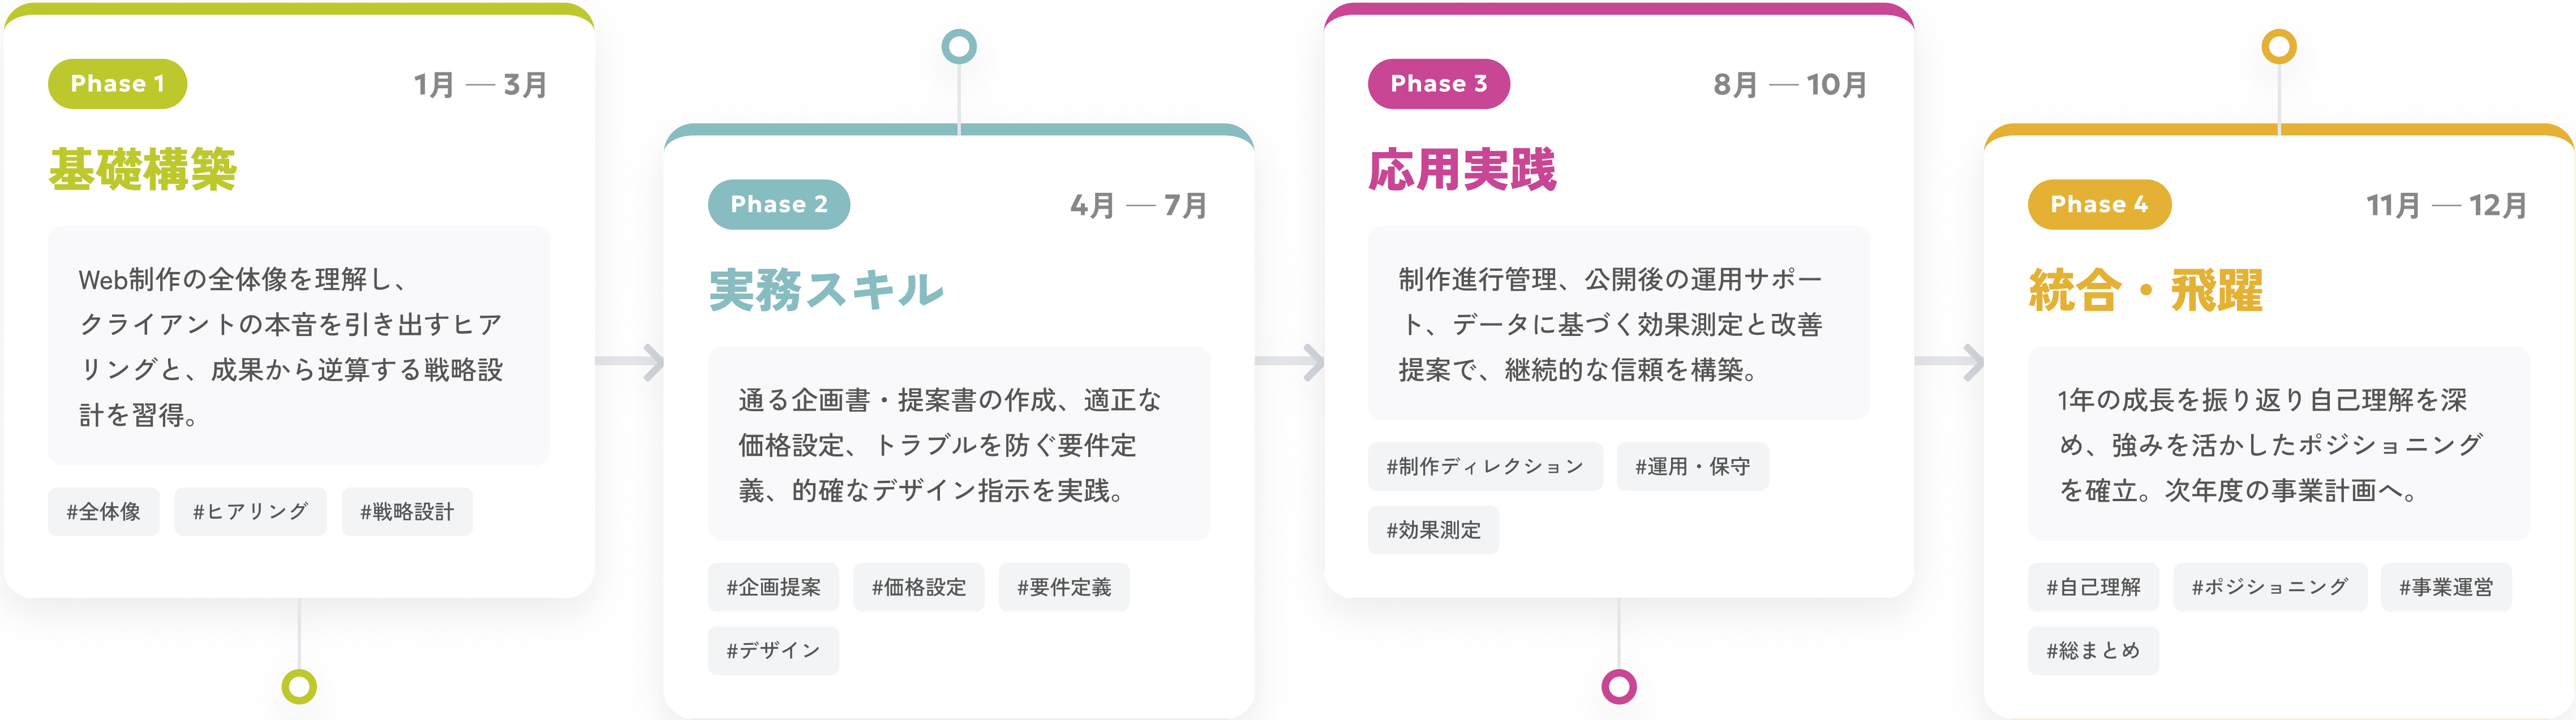 Phase 1
1月 — 3月
基礎構築
Web制作の全体像を理解し、
クライアントの本音を引き出すヒア
リングと、成果から逆算する戦略設
計を習得。
#全体像 #ヒアリング #戦略設計
Phase 2
4月 — 7月
実務スキル
通る企画書・提案書の作成、適正な
価格設定、トラブルを防ぐ要件定
義、的確なデザイン指示を実践。
#企画提案 #価格設定 #要件定義
#デザイン
Phase 3
8月 — 10月
応用実践
制作進行管理、公開後の運用サポー
ト、データに基づく効果測定と改善
提案で、継続的な信頼を構築。
#制作ディレクション #運用・保守
#効果測定
Phase 4
11月 — 12月
統合・飛躍
1年の成長を振り返り自己理解を深
め、強みを活かしたポジショニング
を確立。次年度の事業計画へ。
#自己理解 #ポジショニング #事業運営
#総まとめ